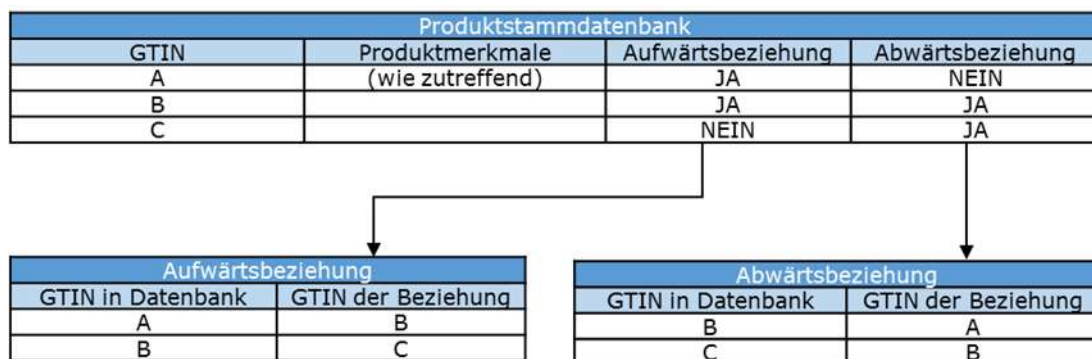 Produktstammdatenbank
GTIN Produktmerkmale Aufwärtsbeziehung Abwärtsbeziehung
A (wie zutreffend) JA NEIN
B JA JA
C NEIN JA
Aufwärtsbeziehung
GTIN in Datenbank GTIN der Beziehung
A B
B C
Abwärtsbeziehung
GTIN in Datenbank GTIN der Beziehung
B A
C B